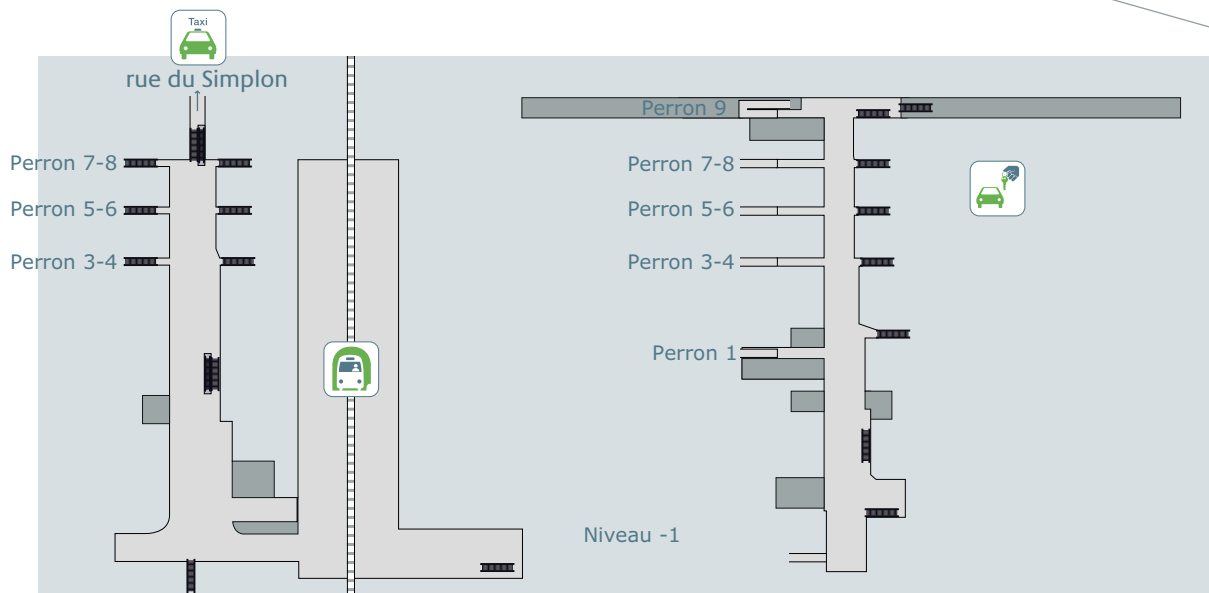 Taxi
rue du Simplon
Perron 7-8
Perron 5-6
Perron 3-4
Perron 9
Perron 7-8
Perron 5-6
Perron 3-4
Perron 1
Niveau -1